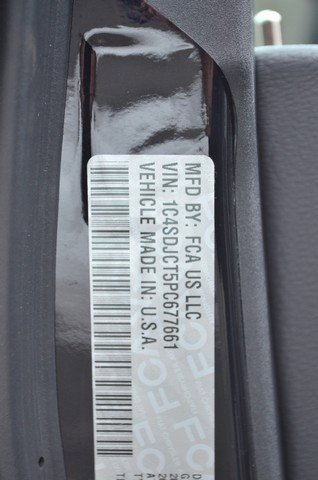 MFD BY: FCA US LLC
VIN: 1C4SDJCT5PC677661
VEHICLE MADE IN: U.S.A.